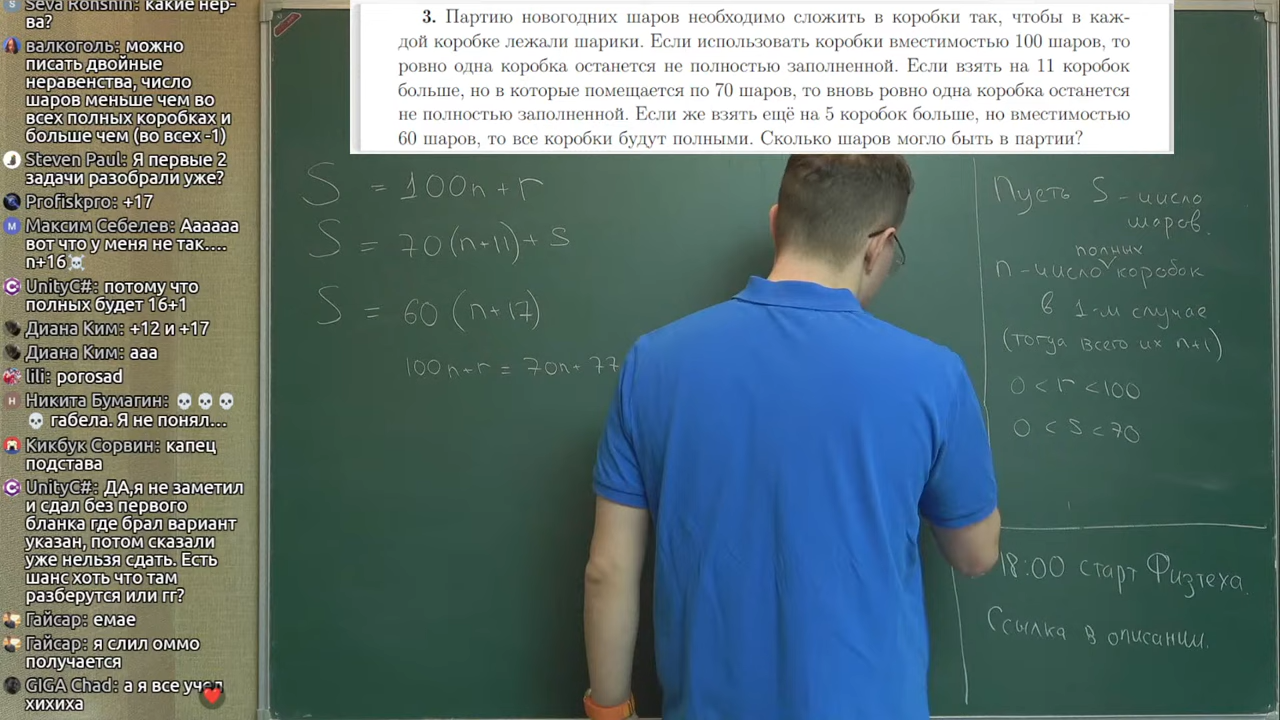 Seva Ronshin: какие нер-
ва?
валкоголь: можно
писать двойные
неравенства, число
шаров меньше чем во
всех полных коробках и
больше чем (во всех -1)
Steven Paul: Я первые 2
задачи разобрали уже?
Profiskpro: +17
Максим Себелев: Аааааа
вот что у меня не так....
n+16☠
UnityC#: потому что
полных будет 16+1
Диана Ким: +12 и +17
Диана Ким: ааа
lili: porosad
Никита Бумагин: 💀💀💀
💀 габела. Я не понял...
Кикбук Сорвин: капец
подстава
UnityC#: ДА,я не заметил
и сдал без первого
бланка где брал вариант
указан, потом сказали
уже нельзя сдать. Есть
шанс хоть что там
разберутся или гг?
Гайсар: емае
Гайсар: я слил оммо
получается
GIGA Chad: а я все учел
хихиха
3. Партию новогодних шаров необходимо сложить в коробки так, чтобы в каж-
дой коробке лежали шарики. Если использовать коробки вместимостью 100 шаров, то
ровно одна коробка останется не полностью заполненной. Если взять на 11 коробок
больше, но в которые помещается по 70 шаров, то вновь ровно одна коробка останется
не полностью заполненной. Если же взять ещё на 5 коробок больше, но вместимостью
60 шаров, то все коробки будут полными. Сколько шаров могло быть в партии?
S = 100n + r
S = 70(n+11) + s
S = 60(n+17)
100n+r = 70n+77
Пусть S - число
шаров.
полных
n - число коробок
в 1-м случае
(тогда всего их n+1)
0 < r < 100
0 < s < 70
18:00 старт Физтеха.
Ссылка в описании.